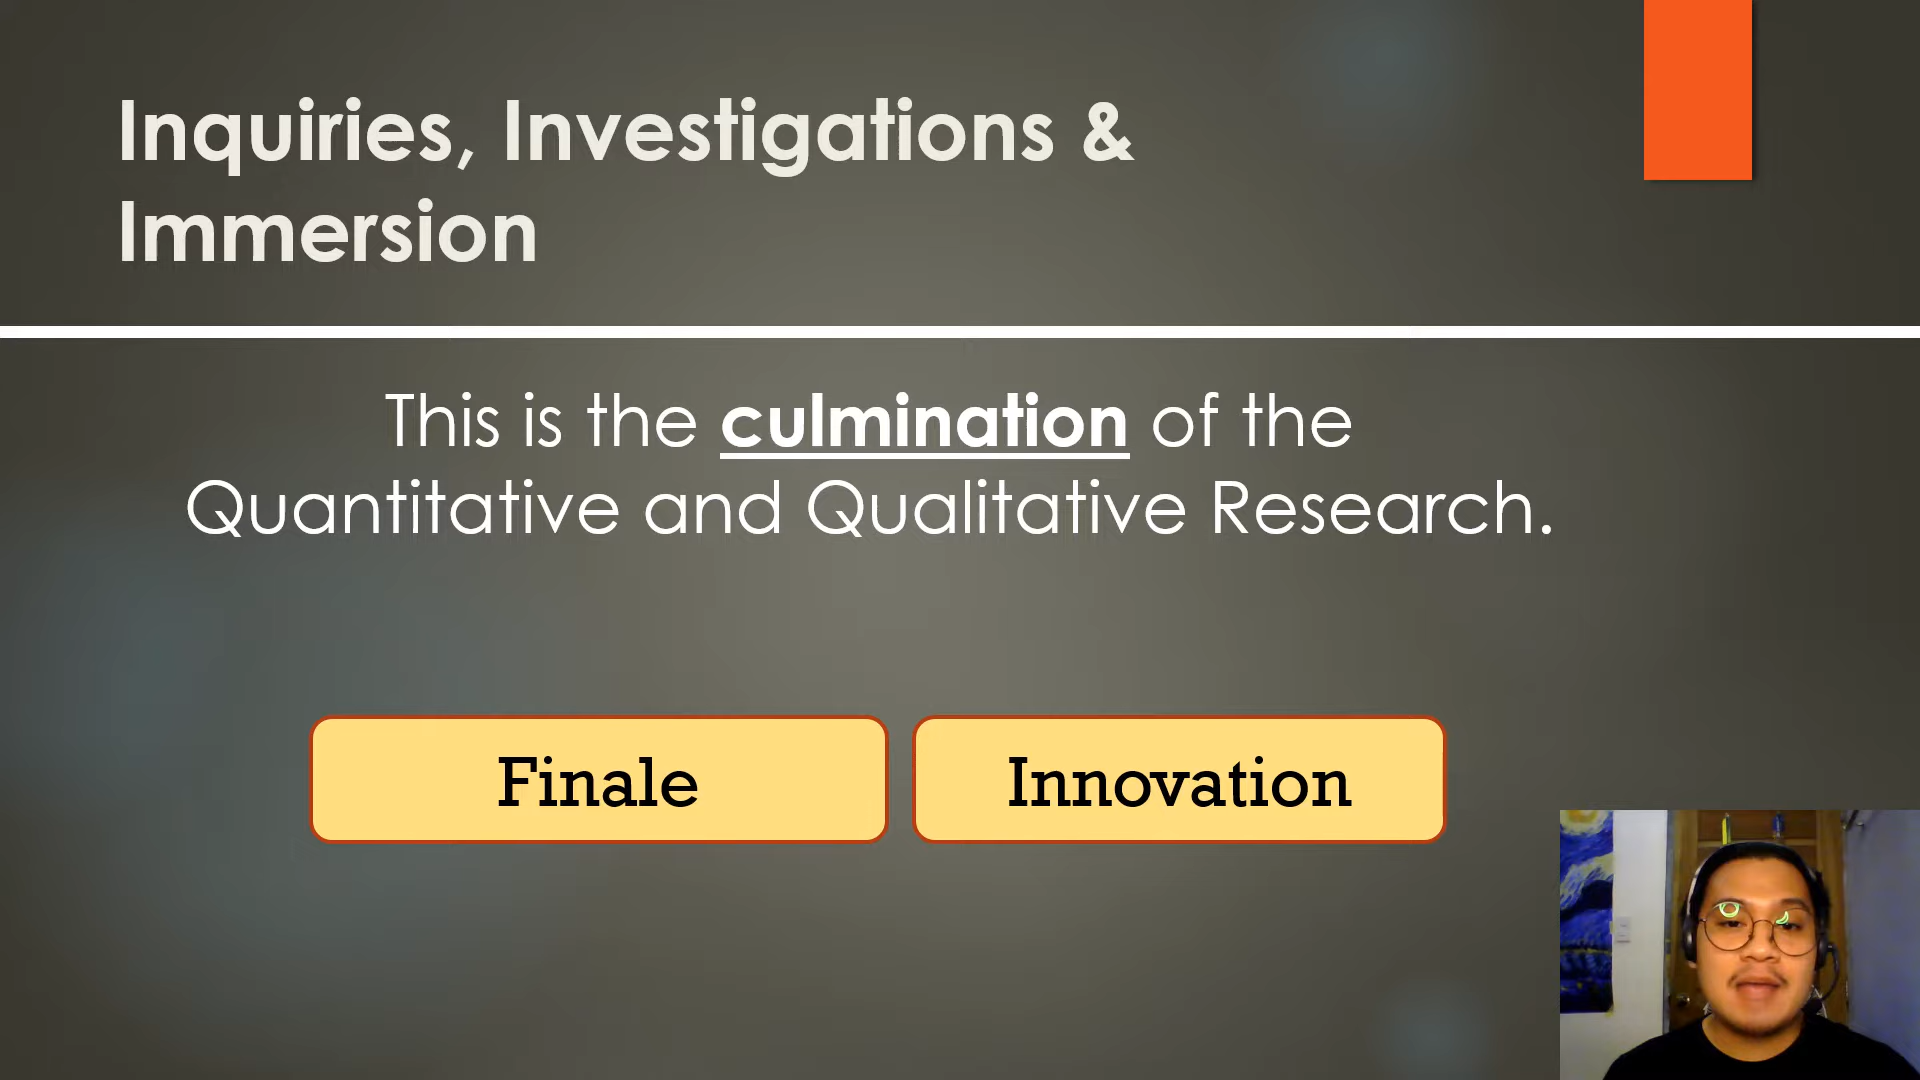 Inquiries, Investigations &
Immersion
This is the culmination of the
Quantitative and Qualitative Research.
Finale
Innovation